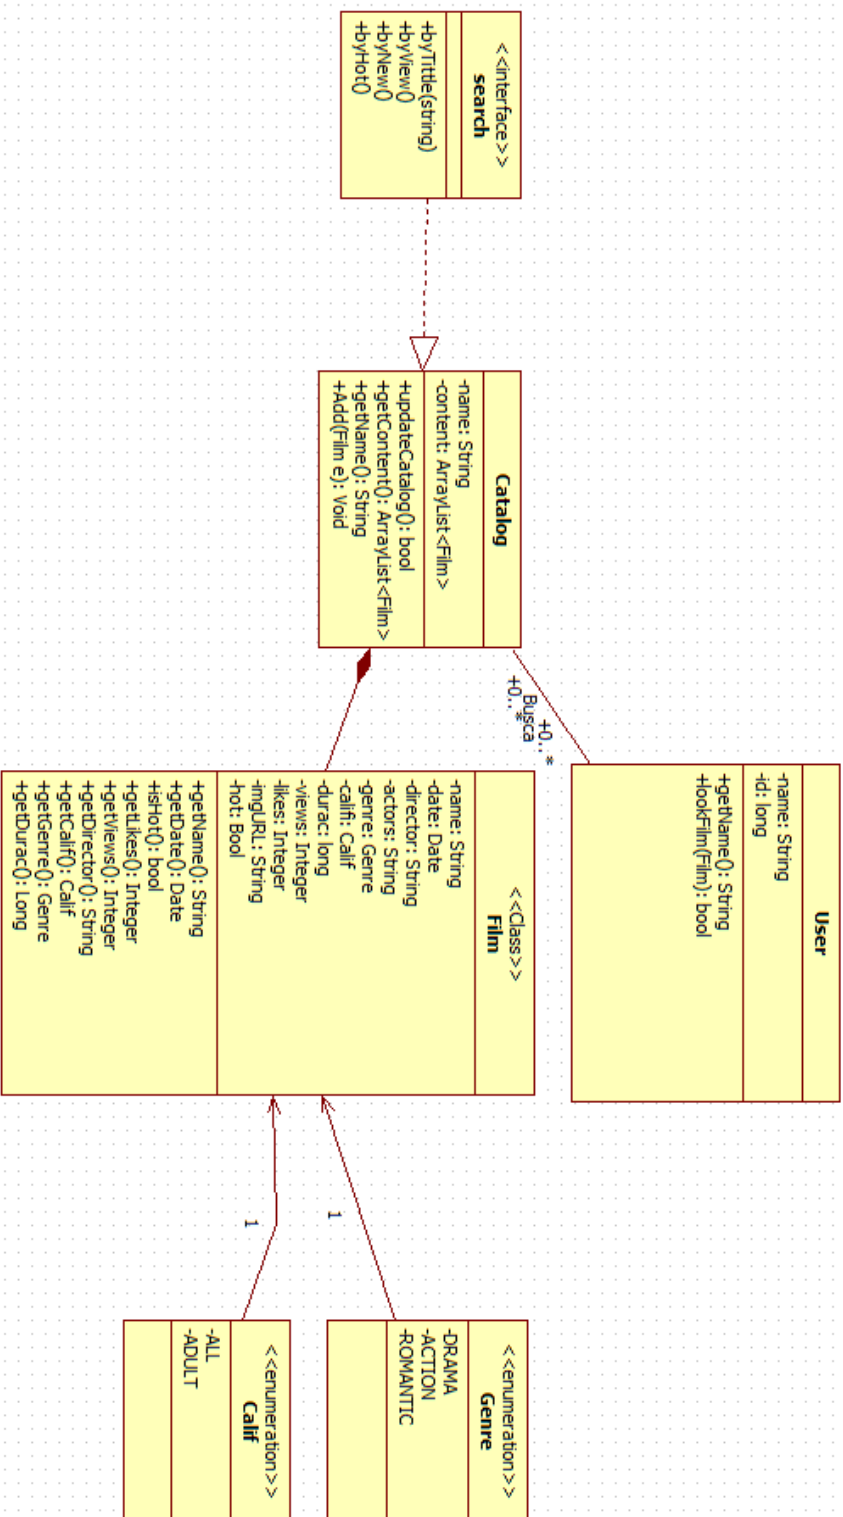 <<interface>>
search
+byTittle(string)
+byView()
+byNew()
+byHot()
Catalog
-name: String
-content: ArrayList<Film>
+updateCatalog(): bool
+getContent(): ArrayList<Film>
+getName(): String
+Add(Film e): Void
+0..*
Busca
+0..*
User
-name: String
-id: long
+getName(): String
+lookFilm(Film): bool
<<Class>>
Film
-name: String
-date: Date
-director: String
-actors: String
-genre: Genre
-califi: Calif
-durac: long
-views: Integer
-likes: Integer
-imgURL: String
-hot: Bool
+getName(): String
+getDate(): Date
+isHot(): bool
+getLikes(): Integer
+getViews(): Integer
+getDirector(): String
+getCalif(): Calif
+getGenre(): Genre
+getDurac(): Long
1
1
<<enumeration>>
Genre
-DRAMA
-ACTION
-ROMANTIC
<<enumeration>>
Calif
-ALL
-ADULT